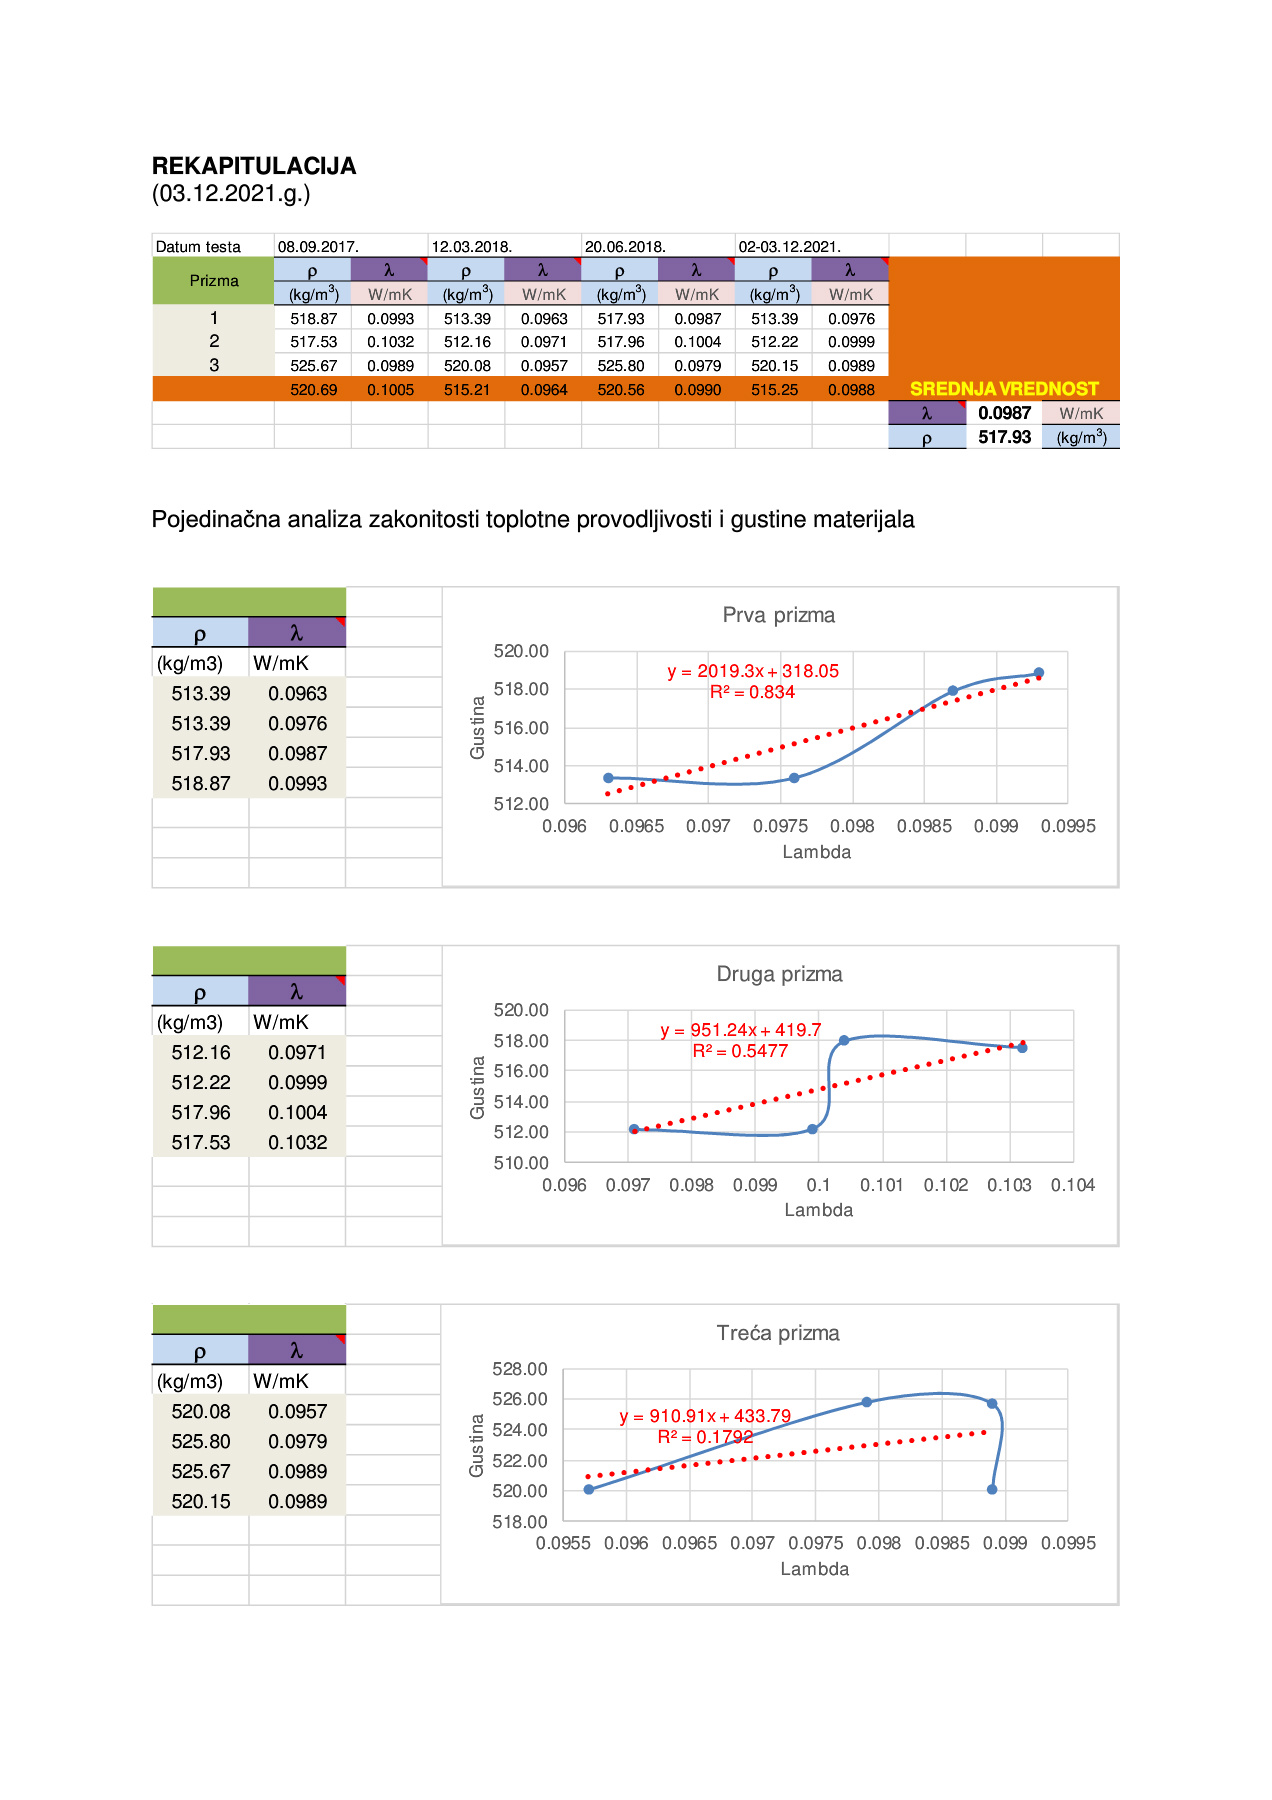 REKAPITULACIJA
(03.12.2021.g.)
Datum testa 08.09.2017. 12.03.2018. 20.06.2018. 02-03.12.2021.
Prizma ρ λ ρ λ ρ λ ρ λ
(kg/m³) W/mK (kg/m³) W/mK (kg/m³) W/mK (kg/m³) W/mK
1 518.87 0.0993 513.39 0.0963 517.93 0.0987 513.39 0.0976
2 517.53 0.1032 512.16 0.0971 517.96 0.1004 512.22 0.0999
3 525.67 0.0989 520.08 0.0957 525.80 0.0979 520.15 0.0989
520.69 0.1005 515.21 0.0964 520.56 0.0990 515.25 0.0988 SREDNJA VREDNOST
λ 0.0987 W/mK
ρ 517.93 (kg/m³)
Pojedinačna analiza zakonitosti toplotne provodljivosti i gustine materijala
ρ λ
(kg/m3) W/mK
513.39 0.0963
513.39 0.0976
517.93 0.0987
518.87 0.0993
Prva prizma
y = 2019.3x + 318.05
R² = 0.834
Gustina
520.00
518.00
516.00
514.00
512.00
0.096 0.0965 0.097 0.0975 0.098 0.0985 0.099 0.0995
Lambda
ρ λ
(kg/m3) W/mK
512.16 0.0971
512.22 0.0999
517.96 0.1004
517.53 0.1032
Druga prizma
y = 951.24x + 419.7
R² = 0.5477
Gustina
520.00
518.00
516.00
514.00
512.00
510.00
0.096 0.097 0.098 0.099 0.1 0.101 0.102 0.103 0.104
Lambda
ρ λ
(kg/m3) W/mK
520.08 0.0957
525.80 0.0979
525.67 0.0989
520.15 0.0989
Treća prizma
y = 910.91x + 433.79
R² = 0.1792
Gustina
528.00
526.00
524.00
522.00
520.00
518.00
0.0955 0.096 0.0965 0.097 0.0975 0.098 0.0985 0.099 0.0995
Lambda